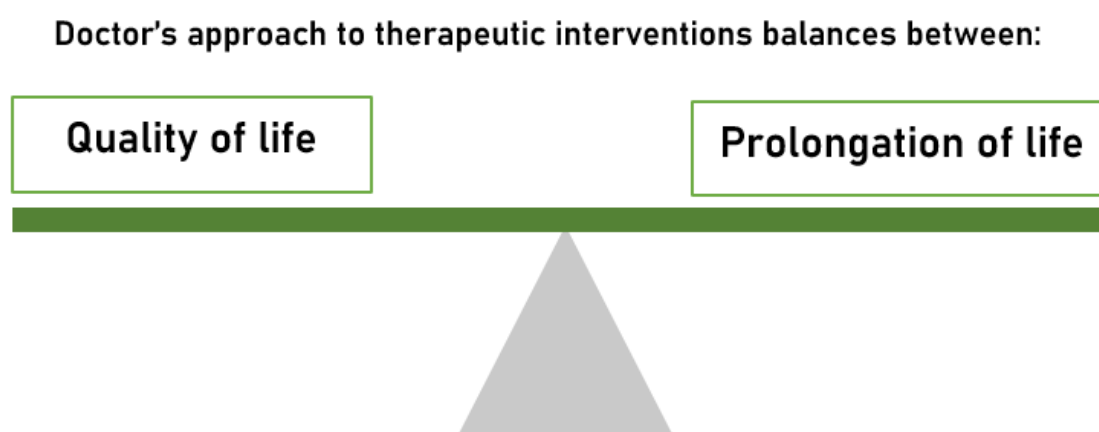 Doctor's approach to therapeutic interventions balances between:
Quality of life
Prolongation of life